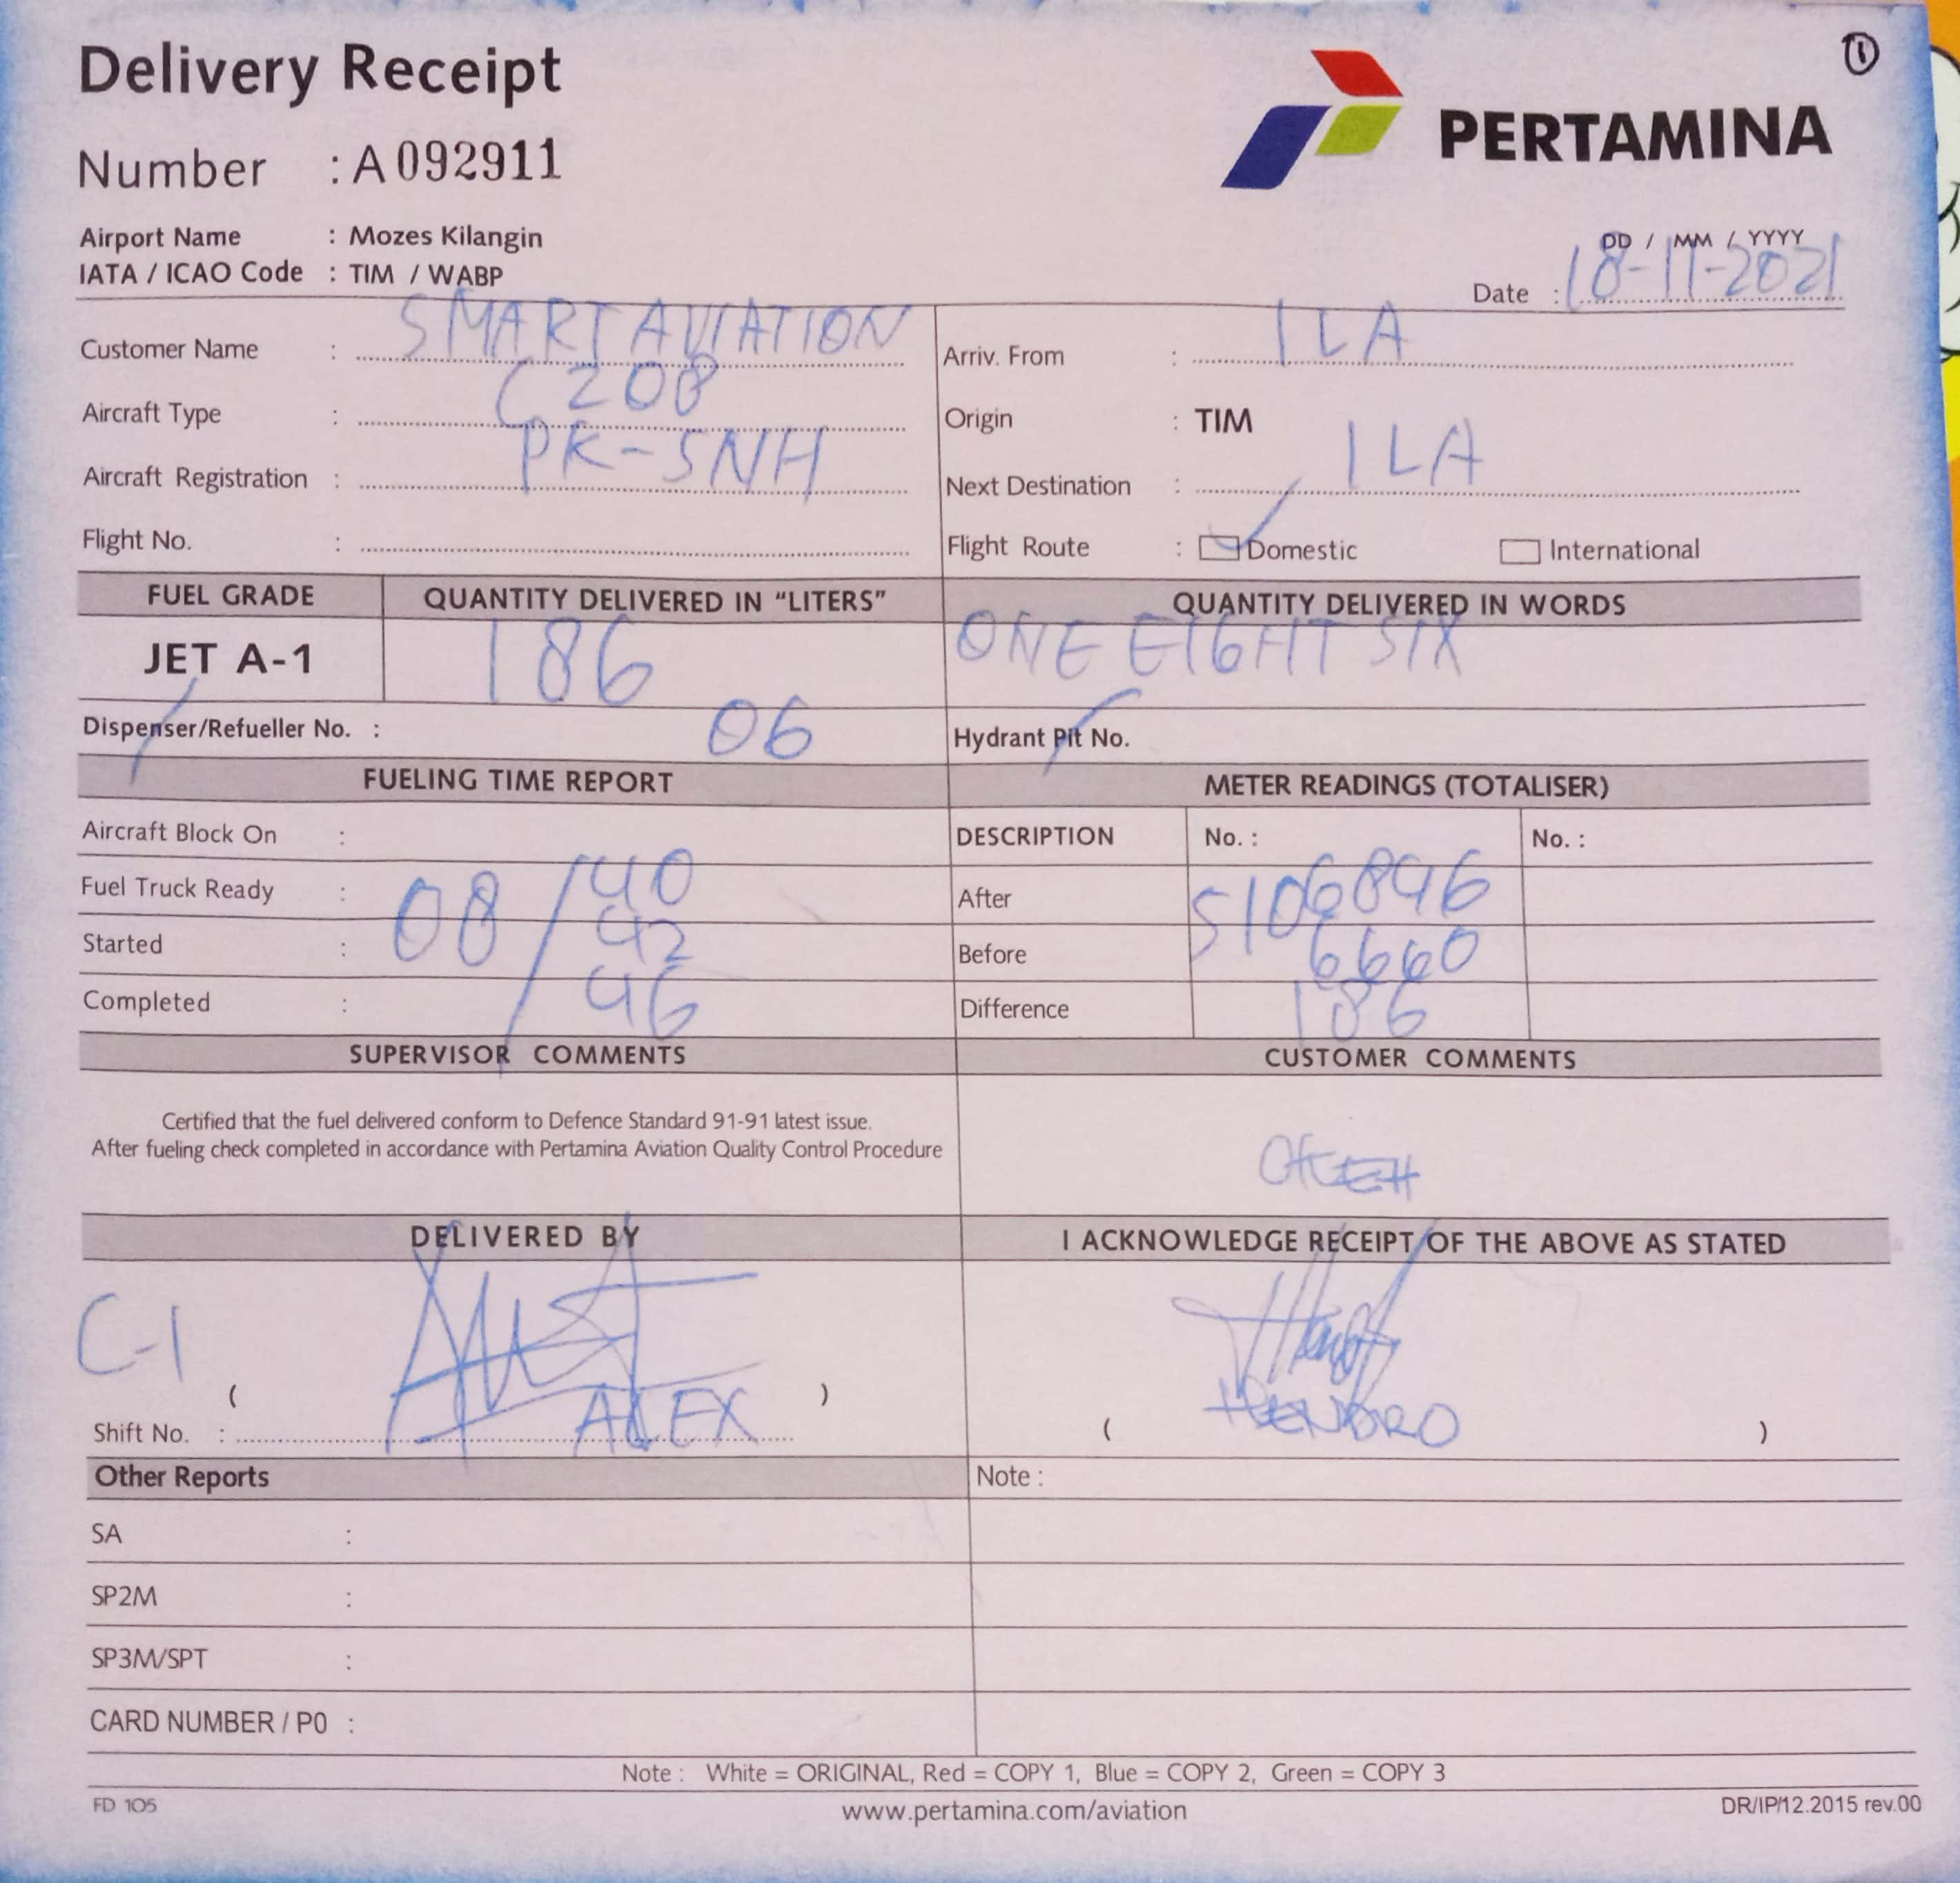 Delivery Receipt
①
PERTAMINA
Number : A 092911
Airport Name : Mozes Kilangin
IATA / ICAO Code : TIM / WABP
DD / MM / YYYY
Date : 18-11-2021
Customer Name : SMART AVIATION
Arriv. From : ILA
Aircraft Type : C 208
Origin : TIM
Aircraft Registration : PK-SNH
Next Destination : ILA
Flight No. :
Flight Route : Domestic International
FUEL GRADE QUANTITY DELIVERED IN “LITERS” QUANTITY DELIVERED IN WORDS
JET A-1 186 ONE EIGHT SIX
Dispenser/Refueller No. : 06 Hydrant Pit No.
FUELING TIME REPORT METER READINGS (TOTALISER)
Aircraft Block On : DESCRIPTION No. : No. :
Fuel Truck Ready : 08 / 40 After
Started : 42 Before
Completed : 46 Difference 186
SUPERVISOR COMMENTS CUSTOMER COMMENTS
Certified that the fuel delivered conform to Defence Standard 91-91 latest issue.
After fueling check completed in accordance with Pertamina Aviation Quality Control Procedure
DELIVERED BY I ACKNOWLEDGE RECEIPT OF THE ABOVE AS STATED
C-1
( ALEX )
Shift No. :
( HENDRO )
Other Reports Note :
SA :
SP2M :
SP3M/SPT :
CARD NUMBER / P0 :
Note : White = ORIGINAL, Red = COPY 1, Blue = COPY 2, Green = COPY 3
FD 105 www.pertamina.com/aviation DR/IP/12.2015 rev.00